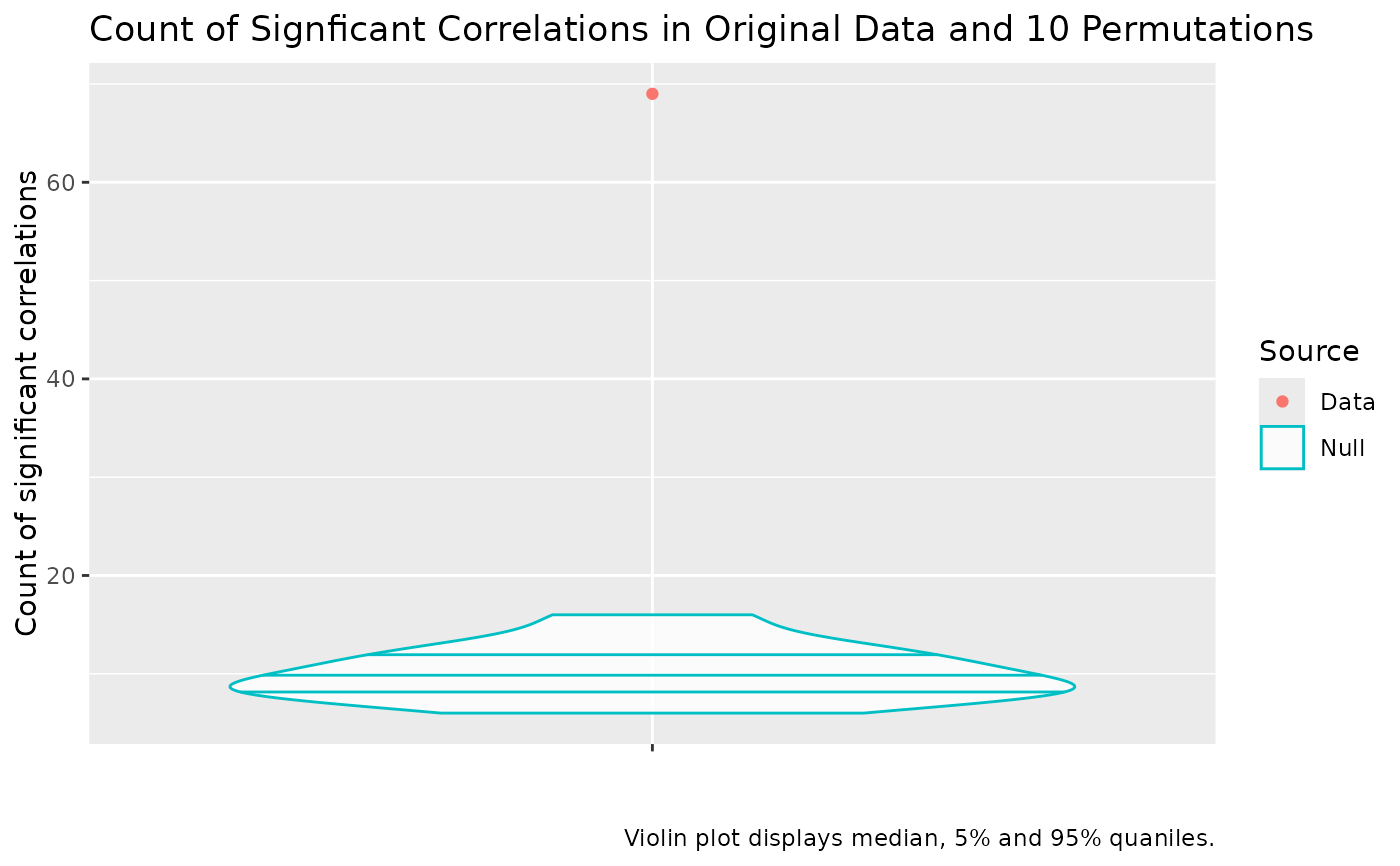 Count of Signficant Correlations in Original Data and 10 Permutations
Count of significant correlations
60
40
20
Source
Data
Null
Violin plot displays median, 5% and 95% quaniles.